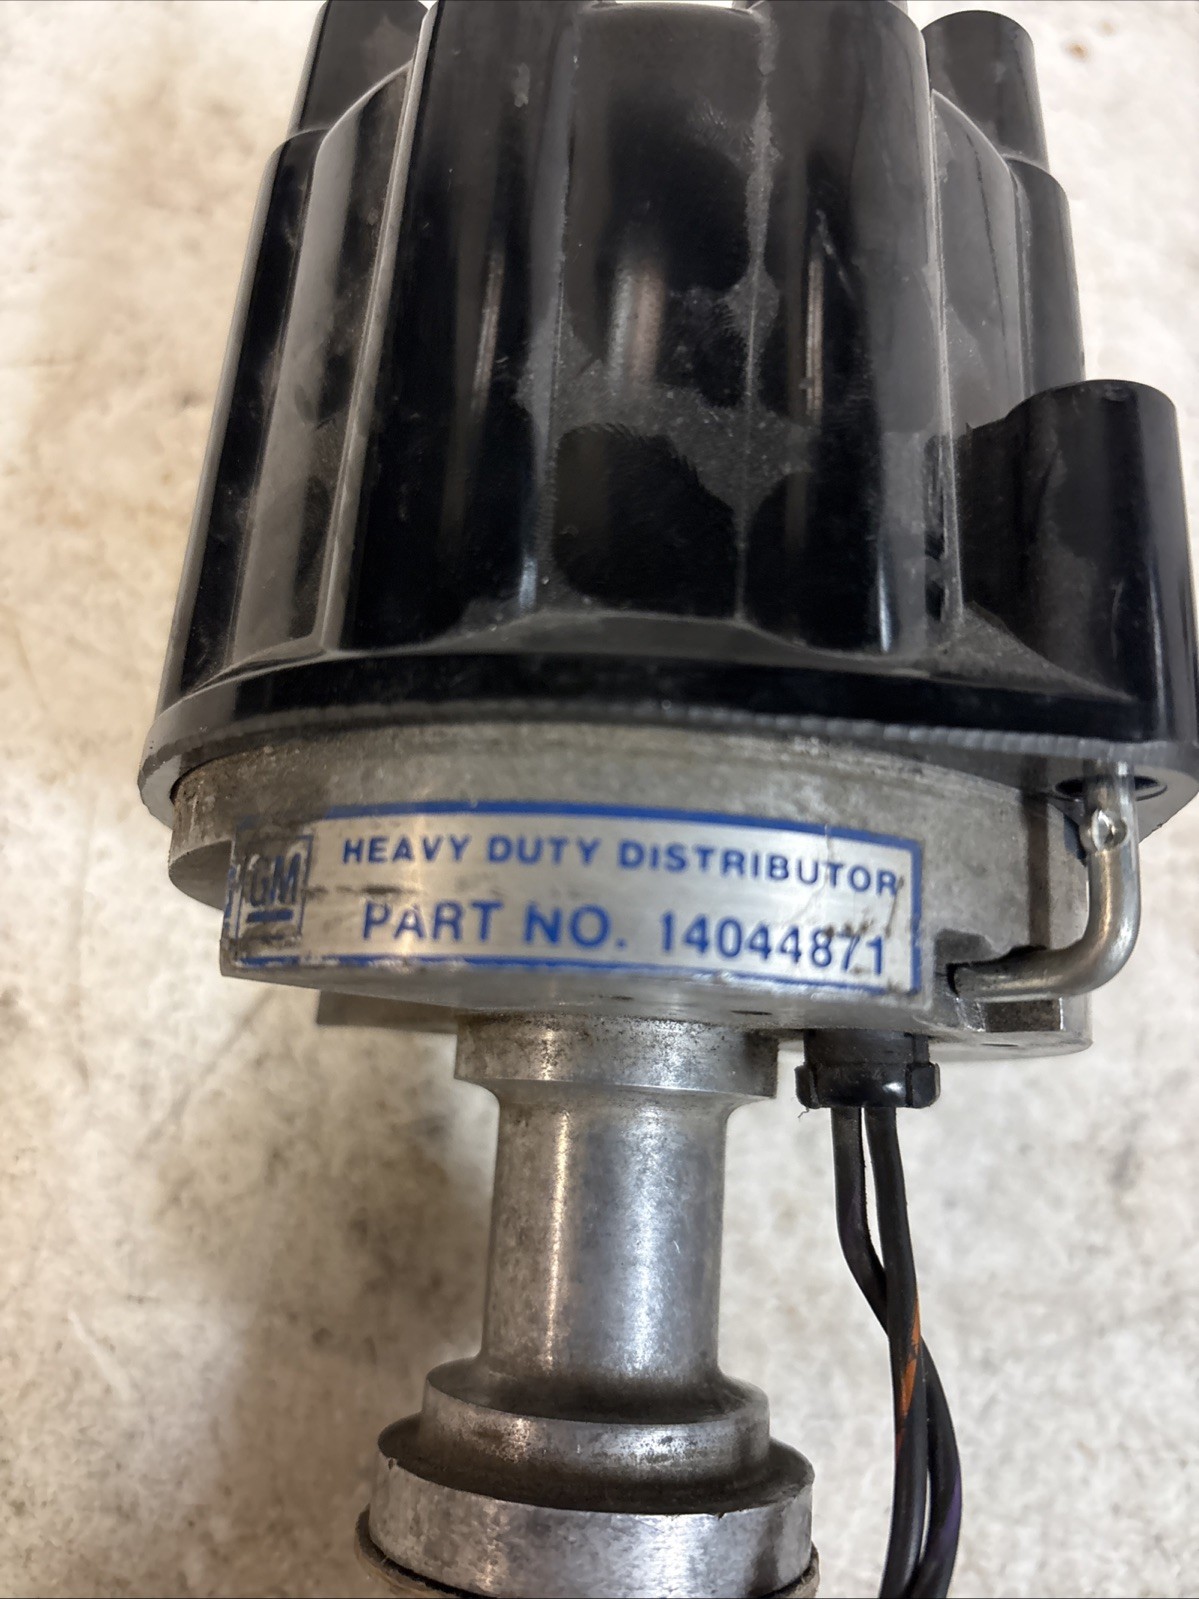 GM
HEAVY DUTY DISTRIBUTOR
PART NO. 14044871